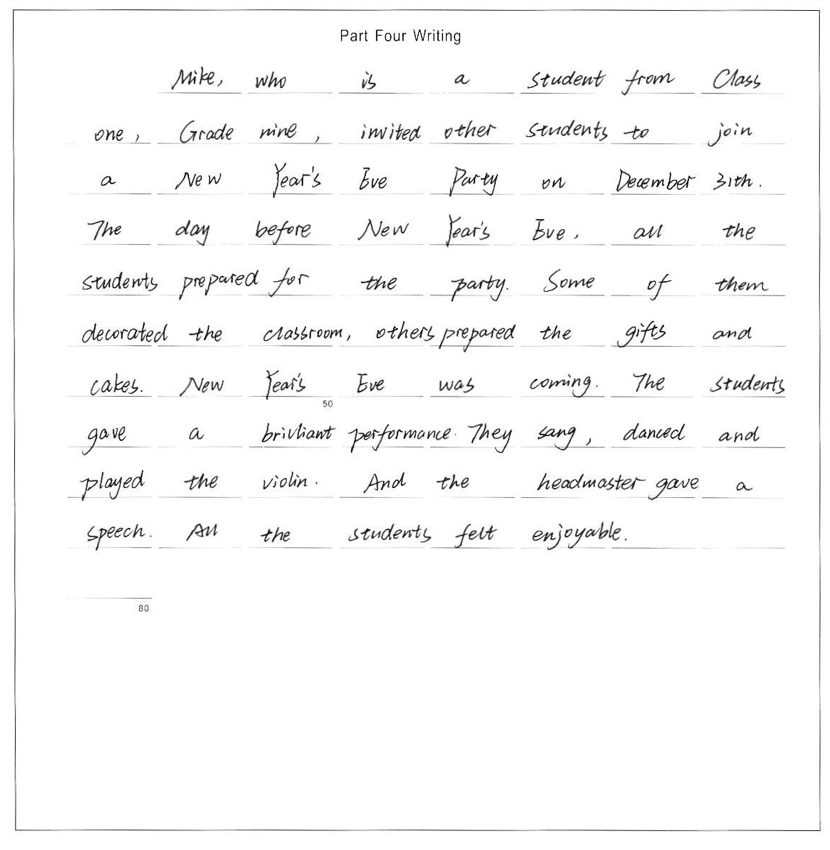 Part Four Writing
Mike, who is a student from Class
one, Grade nine, invited other students to join
a New Year's Eve Party on December 31th.
The day before New Year's Eve, all the
students prepared for the party. Some of them
decorated the classroom, others prepared the gifts and
cakes. New Year's Eve was coming. The students
50
gave a brivliant performance. They sang, danced and
played the violin. And the headmaster gave a
speech. All the students felt enjoyable.
80